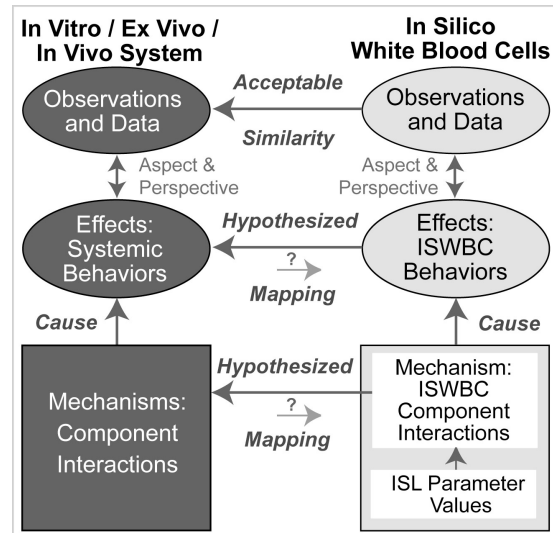 In Vitro / Ex Vivo /
In Vivo System
In Silico
White Blood Cells
Observations
and Data
Acceptable
Similarity
Observations
and Data
Aspect &
Perspective
Aspect &
Perspective
Effects:
Systemic
Behaviors
Hypothesized
?
Mapping
Effects:
ISWBC
Behaviors
Cause
Cause
Mechanisms:
Component
Interactions
Hypothesized
?
Mapping
Mechanism:
ISWBC
Component
Interactions
ISL Parameter
Values